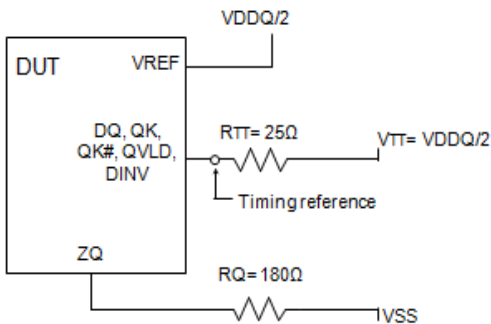 VDDQ/2
DUT
VREF
DQ, QK,
QK#, QVLD,
DINV
RTT= 25Ω
VTT= VDDQ/2
Timing reference
ZQ
RQ= 180Ω
VSS